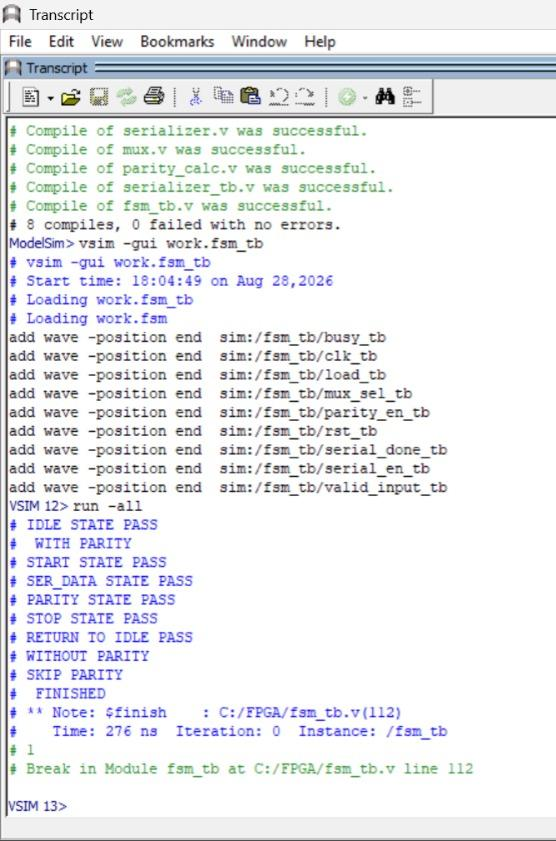 Transcript
File Edit View Bookmarks Window Help
Transcript
# Compile of serializer.v was successful.
# Compile of mux.v was successful.
# Compile of parity_calc.v was successful.
# Compile of serializer_tb.v was successful.
# Compile of fsm_tb.v was successful.
# 8 compiles, 0 failed with no errors.
ModelSim> vsim -gui work.fsm_tb
# vsim -gui work.fsm_tb
# Start time: 18:04:49 on Aug 28,2026
# Loading work.fsm_tb
# Loading work.fsm
add wave -position end  sim:/fsm_tb/busy_tb
add wave -position end  sim:/fsm_tb/clk_tb
add wave -position end  sim:/fsm_tb/load_tb
add wave -position end  sim:/fsm_tb/mux_sel_tb
add wave -position end  sim:/fsm_tb/parity_en_tb
add wave -position end  sim:/fsm_tb/rst_tb
add wave -position end  sim:/fsm_tb/serial_done_tb
add wave -position end  sim:/fsm_tb/serial_en_tb
add wave -position end  sim:/fsm_tb/valid_input_tb
VSIM 12> run -all
# IDLE STATE PASS
#  WITH PARITY
# START STATE PASS
# SER_DATA STATE PASS
# PARITY STATE PASS
# STOP STATE PASS
# RETURN TO IDLE PASS
# WITHOUT PARITY
# SKIP PARITY
#  FINISHED
# ** Note: $finish    : C:/FPGA/fsm_tb.v(112)
#    Time: 276 ns  Iteration: 0  Instance: /fsm_tb
# 1
# Break in Module fsm_tb at C:/FPGA/fsm_tb.v line 112
VSIM 13>